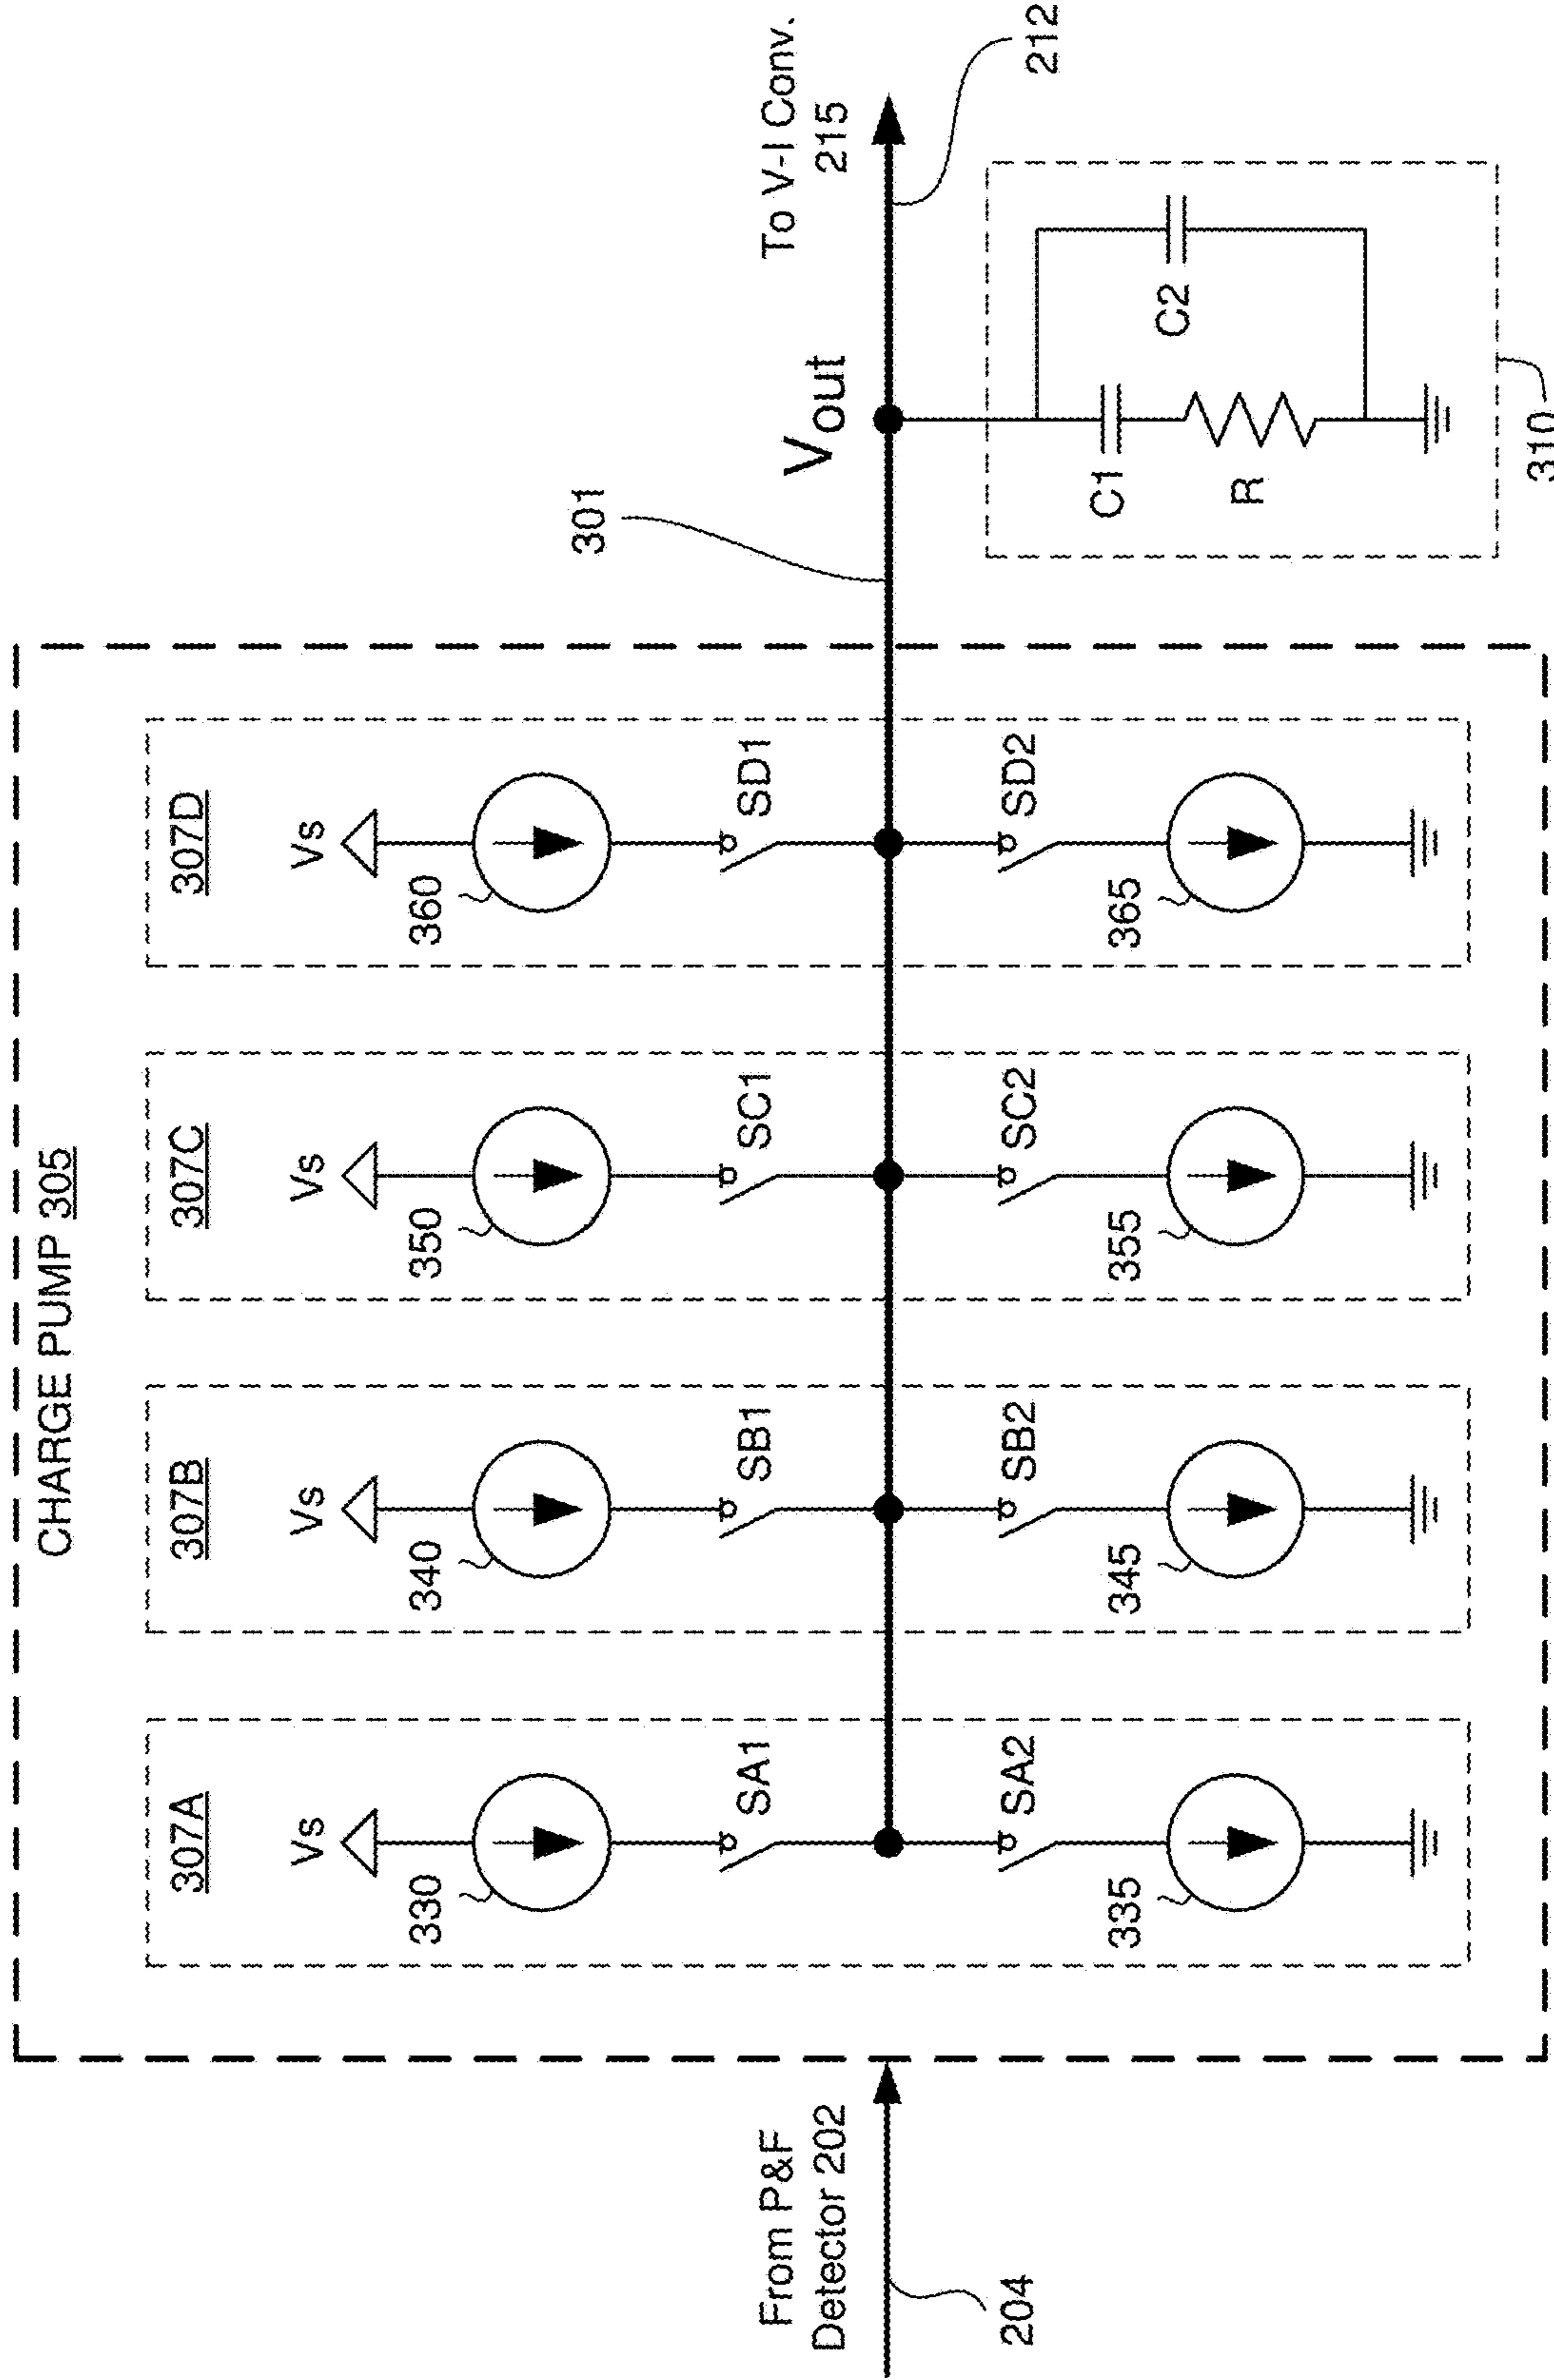 CHARGE PUMP 305
307A
307B
307C
307D
Vs
Vs
Vs
Vs
330
340
350
360
301
SA1
SB1
SC1
SD1
From P&F
Detector 202
204
Vout
To V-I Conv.
215
212
SA2
SB2
SC2
SD2
335
345
355
365
C1
C2
R
310